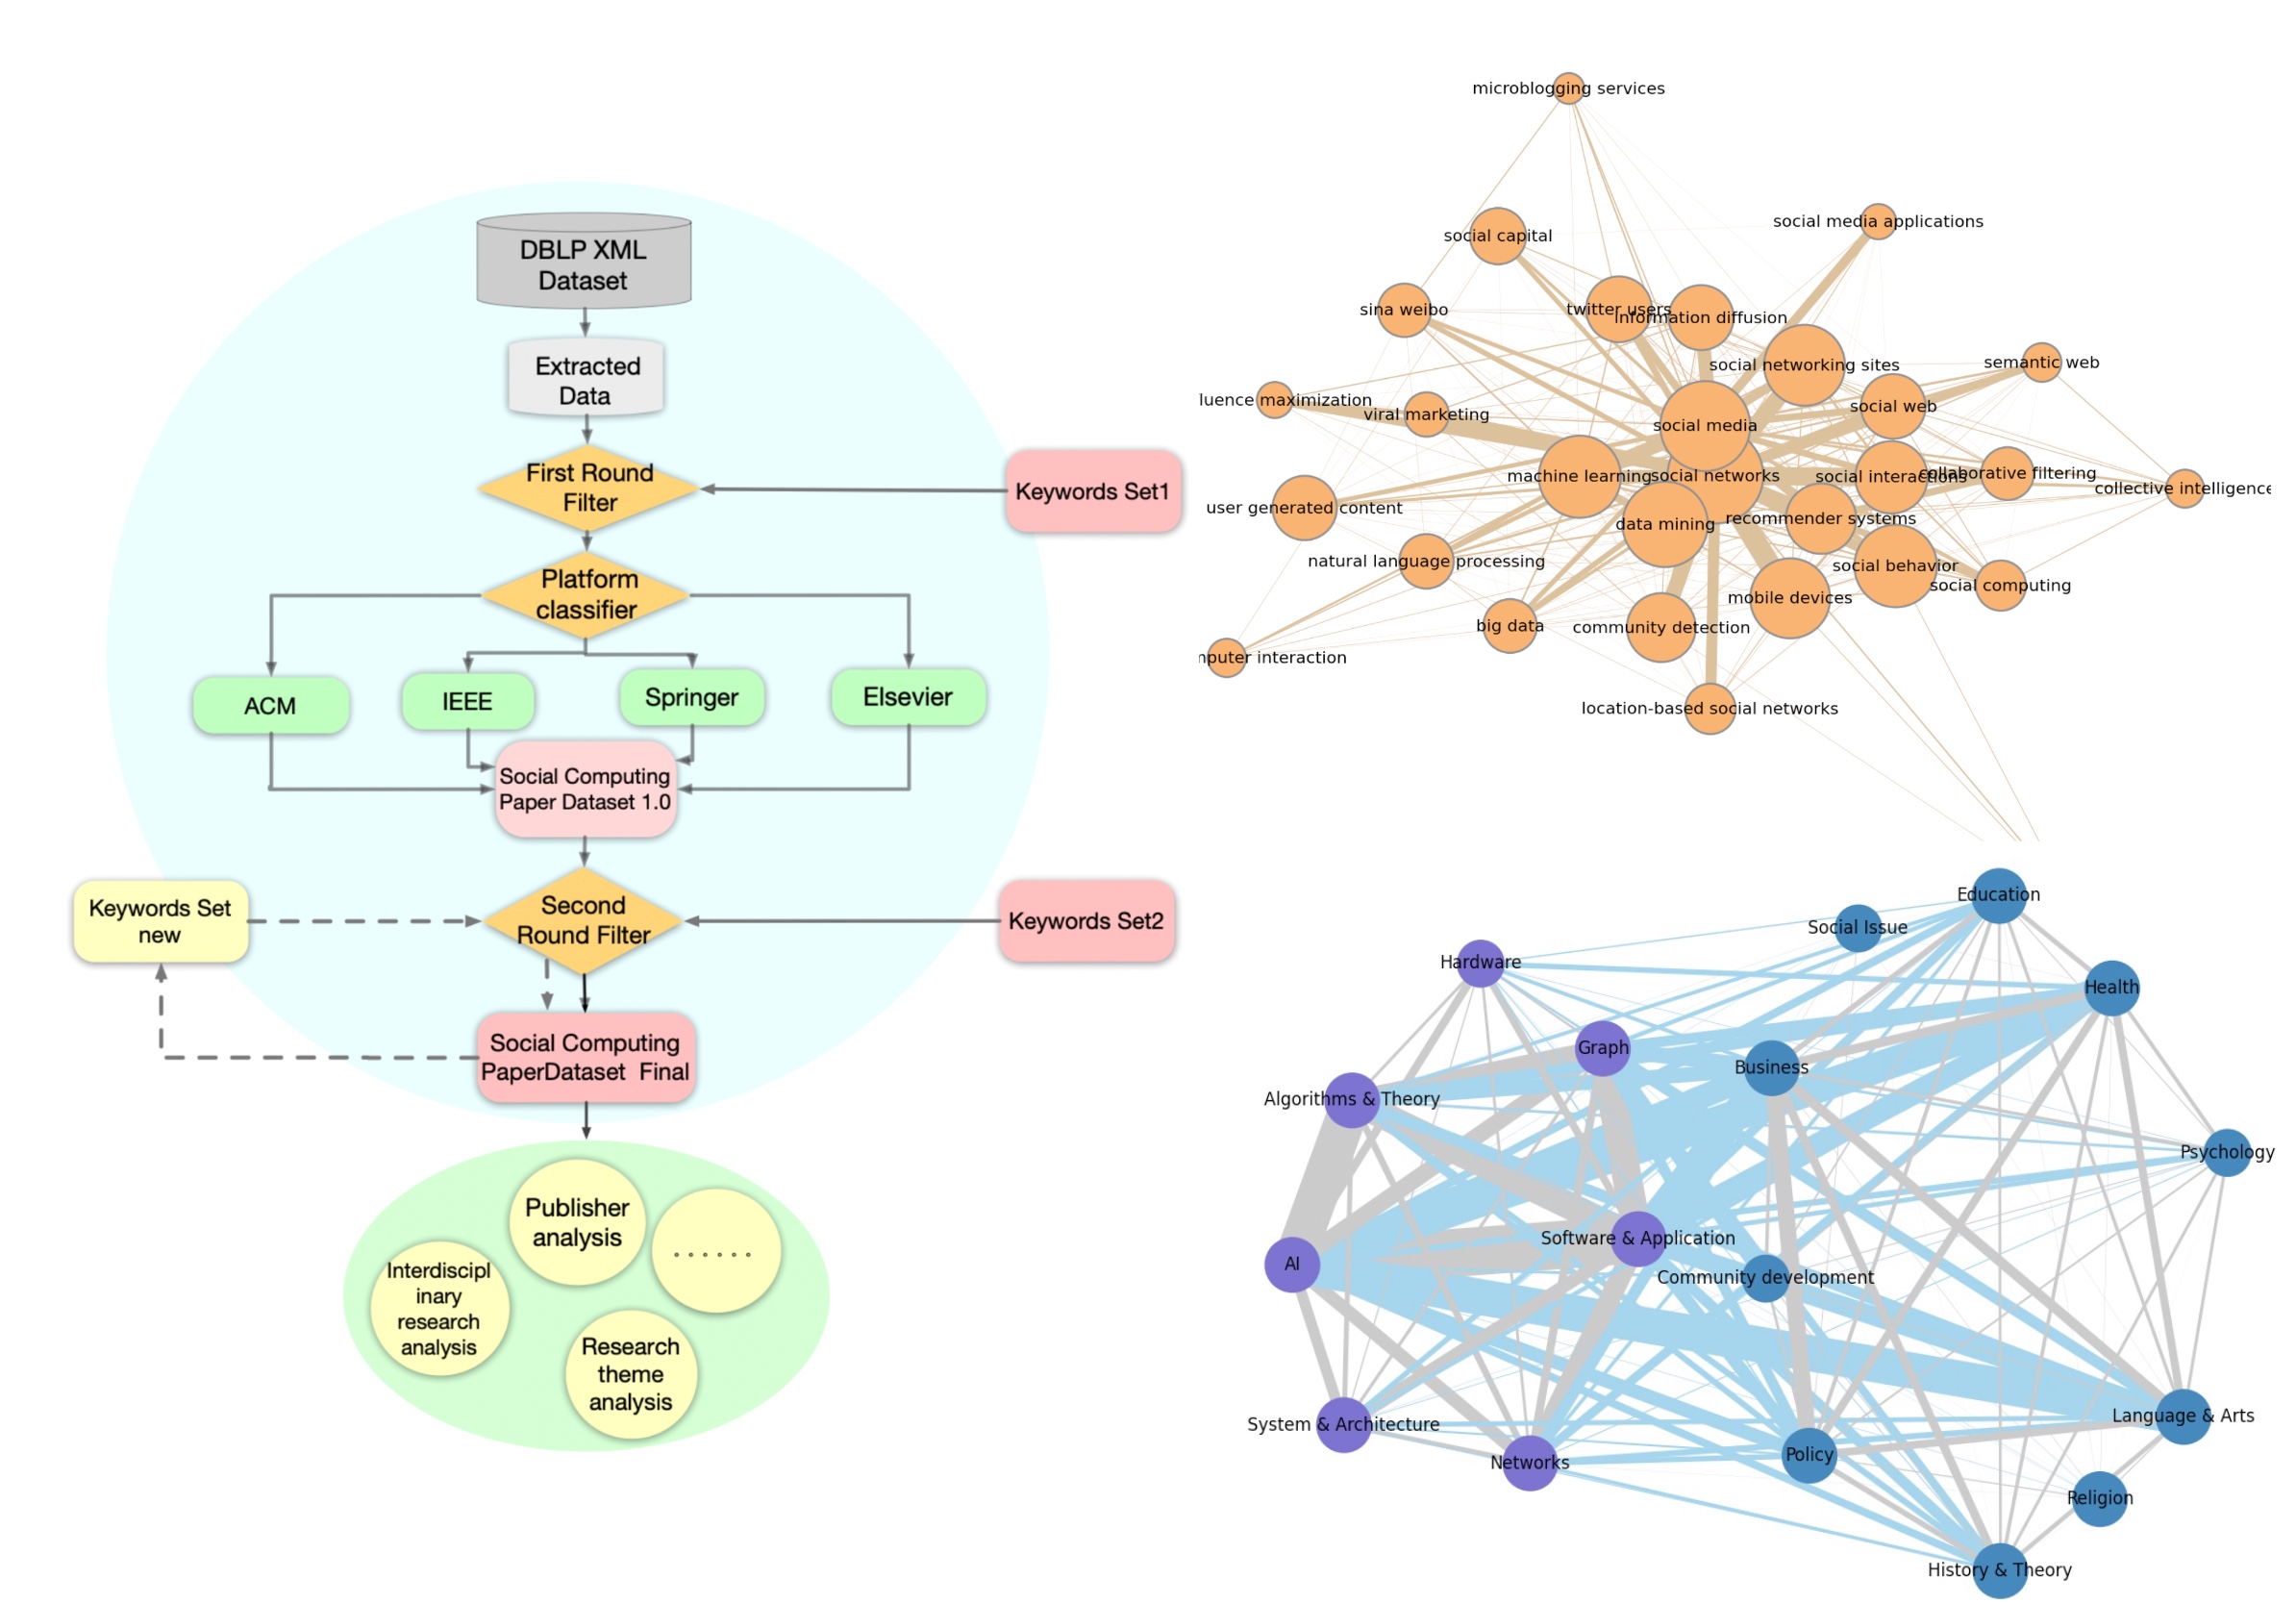 DBLP XML
Dataset
Extracted
Data
First Round
Filter
Keywords Set1
Platform
classifier
ACM
IEEE
Springer
Elsevier
Social Computing
Paper Dataset 1.0
Keywords Set
new
Second
Round Filter
Keywords Set2
Social Computing
PaperDataset Final
Publisher
analysis
......
Interdiscipl
inary
research
analysis
Research
theme
analysis
microblogging services
social media applications
social capital
sina weibo
twitter users
information diffusion
social networking sites
semantic web
luence maximization
viral marketing
social web
social media
machine learning
social networks
social interactions
collaborative filtering
collective intelligence
user generated content
data mining
recommender systems
natural language processing
social behavior
social computing
mobile devices
big data
community detection
nputer interaction
location-based social networks
Education
Social Issue
Hardware
Health
Graph
Business
Algorithms & Theory
Psychology
Software & Application
AI
Community development
Language & Arts
System & Architecture
Policy
Networks
Religion
History & Theory